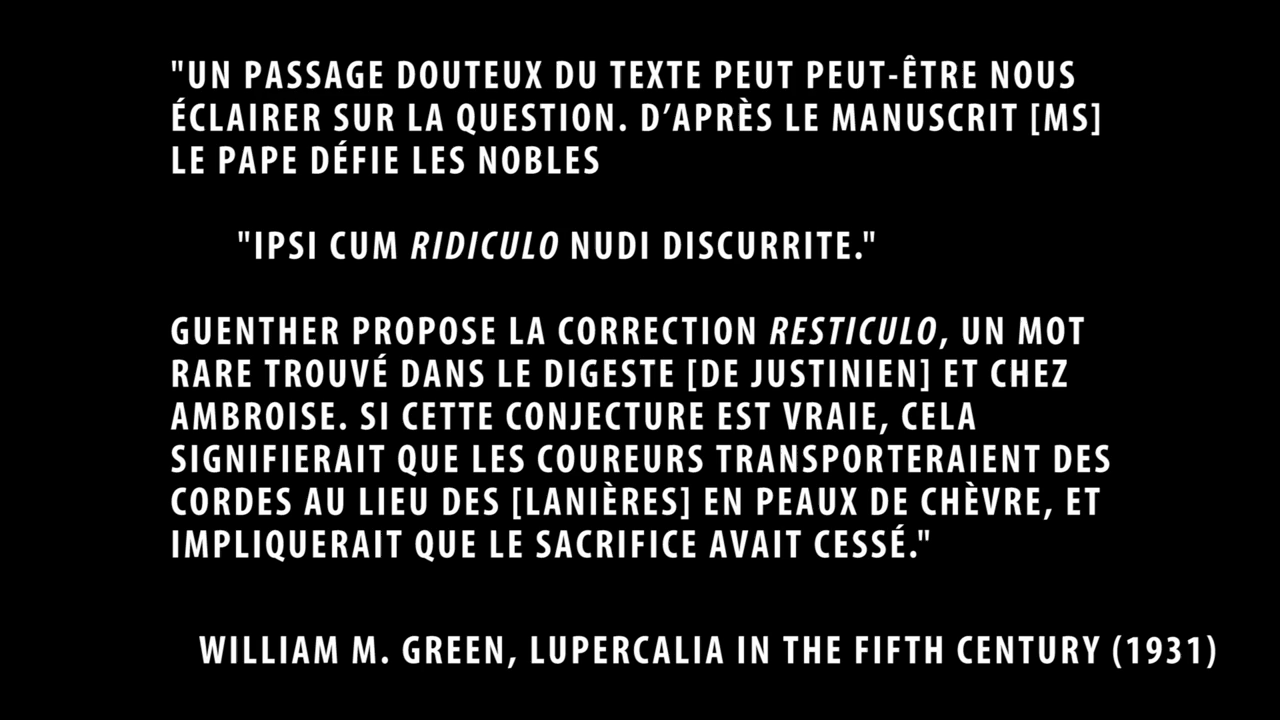 "UN PASSAGE DOUTEUX DU TEXTE PEUT PEUT-ÊTRE NOUS
ÉCLAIRER SUR LA QUESTION. D’APRÈS LE MANUSCRIT [MS]
LE PAPE DÉFIE LES NOBLES
"IPSI CUM RIDICULO NUDI DISCURRITE."
GUENTHER PROPOSE LA CORRECTION RESTICULO, UN MOT
RARE TROUVÉ DANS LE DIGESTE [DE JUSTINIEN] ET CHEZ
AMBROISE. SI CETTE CONJECTURE EST VRAIE, CELA
SIGNIFIERAIT QUE LES COUREURS TRANSPORTERAIENT DES
CORDES AU LIEU DES [LANIÈRES] EN PEAUX DE CHÈVRE, ET
IMPLIQUERAIT QUE LE SACRIFICE AVAIT CESSÉ."
WILLIAM M. GREEN, LUPERCALIA IN THE FIFTH CENTURY (1931)